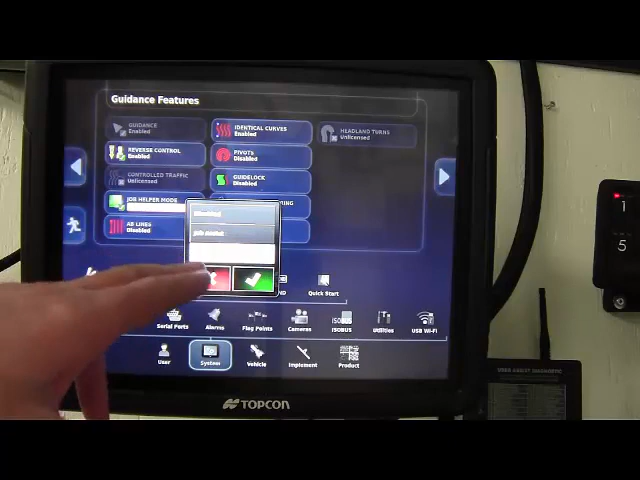 Guidance Features
GUIDANCE
Enabled
IDENTICAL CURVES
Enabled
HEADLAND TURNS
Unlicensed
REVERSE CONTROL
Enabled
PIVOTS
Disabled
CONTROLLED TRAFFIC
Unlicensed
GUIDELOCK
Disabled
JOB HELPER MODE
AB LINES
Disabled
Disabled
Quick Start
Serial Ports
Alarms
Flag Points
Cameras
ISOBUS
ISOBUS
Utilities
USB Wi-Fi
User
System
Vehicle
Implement
Product
TOPCON
1
5